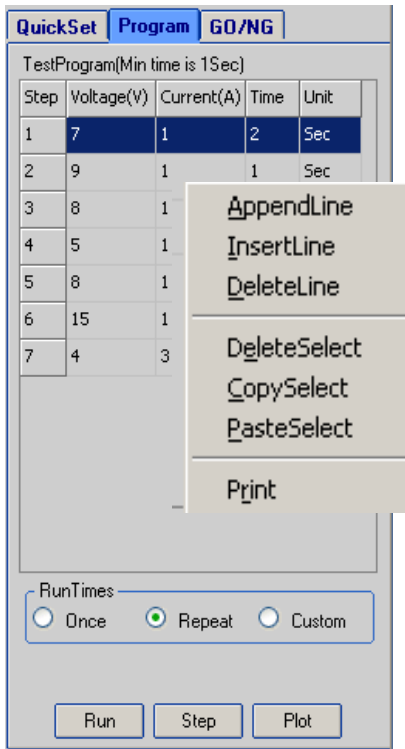 QuickSet Program GO/NG
TestProgram(Min time is 1Sec)
Step Voltage(V) Current(A) Time Unit
1 7 1 2 Sec
2 9 1 1 Sec
3 8 1
4 5 1
5 8 1
6 15 1
7 4 3
AppendLine
InsertLine
DeleteLine
DeleteSelect
CopySelect
PasteSelect
Print
RunTimes
Once Repeat Custom
Run Step Plot